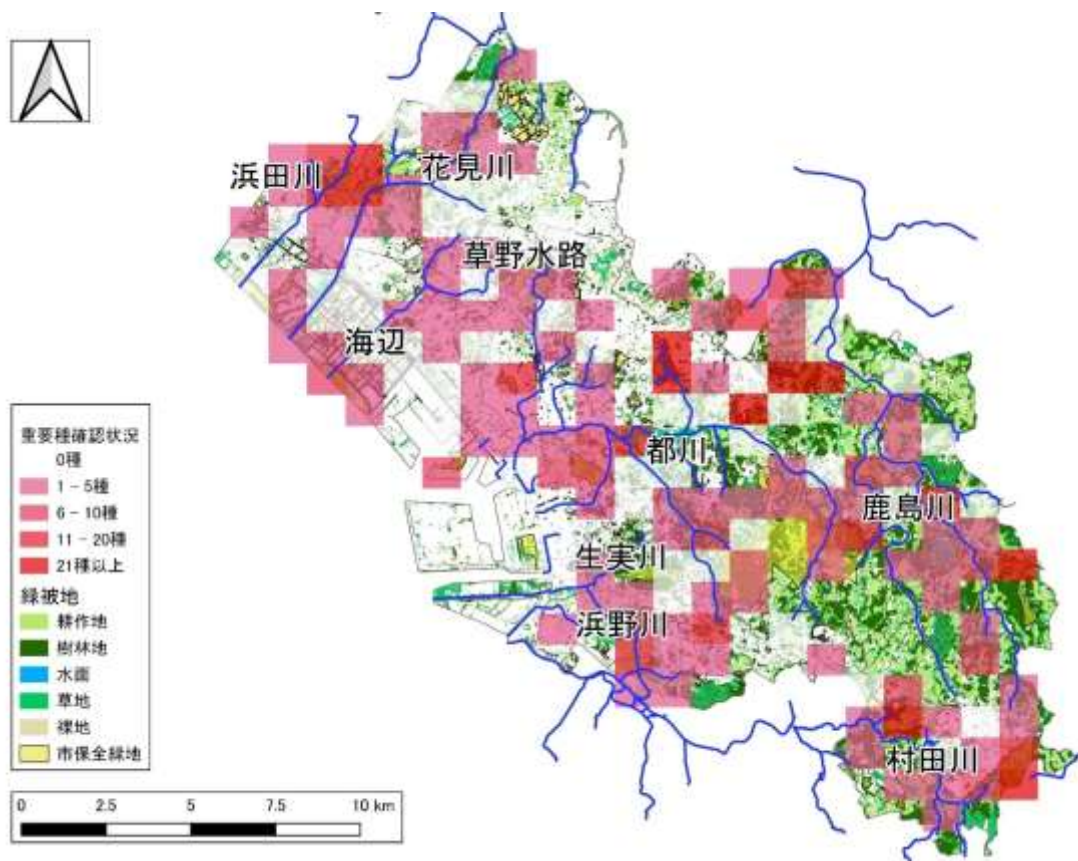 浜田川
花見川
草野水路
海辺
都川
鹿島川
生実川
浜野川
村田川
重要種確認状況
0種
1 - 5種
6 - 10種
11 - 20種
21種以上
緑被地
耕作地
樹林地
水面
草地
裸地
市保全緑地
0 2.5 5 7.5 10 km